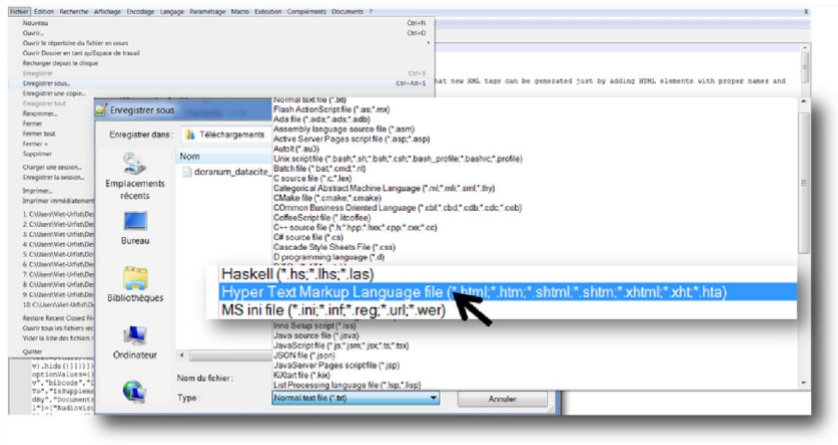 Fichier Édition Recherche Affichage Encodage Langage Paramétrage Macro Exécution Compléments Documents ? X
Nouveau Ctrl+N
Ouvrir... Ctrl+O
Ouvrir le répertoire du fichier en cours
Ouvrir Dossier en tant qu'Espace de travail
Recharger depuis le disque
Enregistrer Ctrl+S
Enregistrer sous... Ctrl+Alt+S
hat new XML tags can be generated just by adding HTML elements with proper names and
Enregistrer une copie...
Enregistrer tout
Renommer...
Fermer
Fermer tout
Fermer +
Supprimer
Charger une session...
Enregistrer la session...
Imprimer...
Imprimer immédiatement
Restore Recent Closed Fi
Ouvrir tous les fichiers réc
Vider la liste des fichiers r
Quitter
Enregistrer sous
Enregistrer dans : Téléchargements
Nom
doranum_datacite_
Emplacements récents
Bureau
Bibliothèques
Ordinateur
Normal text file (*.txt)
Flash ActionScript file (*.as;*.mx)
Ada file (*.ada;*.ads;*.adb)
Assembly language source file (*.asm)
Active Server Pages script file (*.asp;*.asp)
AutoIt (*.au3)
Unix script file (*.bash;*.sh;*.bsh;*.csh;*.bash_profile;*.bashrc;*.profile)
Batch file (*.bat;*.cmd;*.nt)
C source file (*.c;*.lex)
Categorical Abstract Machine Language (*.ml;*.mli;*.sml;*.thy)
CMake file (*.cmake;*.cmake)
COmmon Business Oriented Language (*.cbl;*.cbd;*.cdb;*.cdc;*.cob)
CoffeeScript file (*.litcoffee)
C++ source file (*.h;*.hpp;*.hxx;*.cpp;*.cxx;*.cc)
C# source file (*.cs)
Cascade Style Sheets File (*.css)
D programming language (*.d)
Haskell (*.hs;*.lhs;*.las)
Hyper Text Markup Language file (*.html;*.htm;*.shtml;*.shtm;*.xhtml;*.xht;*.hta)
MS ini file (*.ini;*.inf;*.reg;*.url;*.wer)
Inno Setup script (*.iss)
Java source file (*.java)
JavaScript file (*.js;*.jsm;*.jsx;*.ts;*.tsx)
JSON file (*.json)
JavaServer Pages script file (*.jsp)
KiXtart file (*.kix)
List Processing language file (*.lsp;*.lisp)
Nom du fichier :
Type : Normal text file (*.txt) Annuler